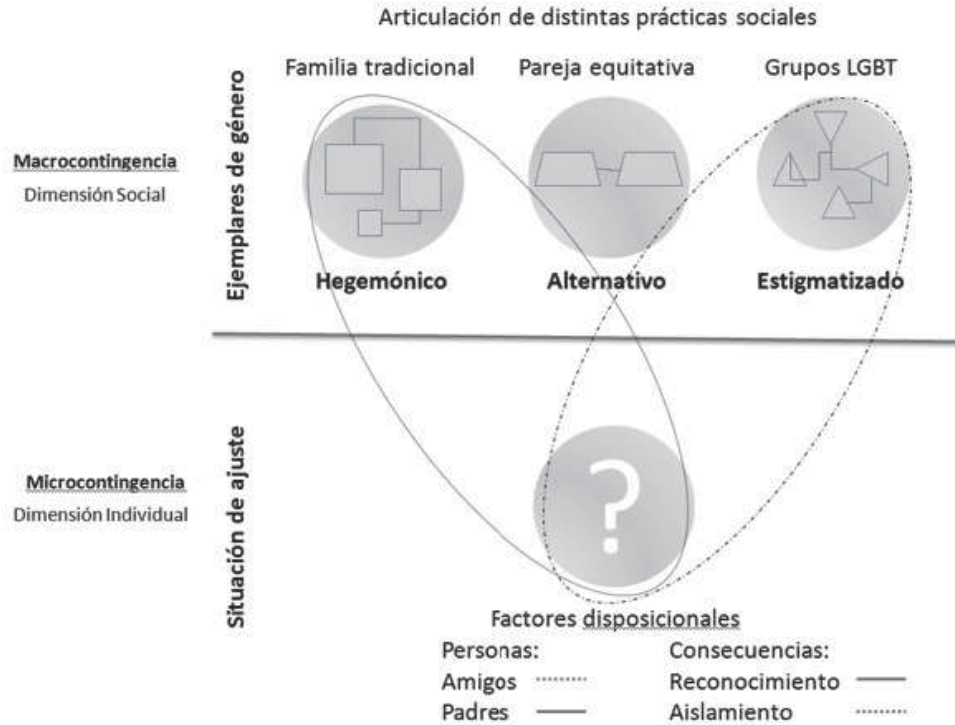 Articulación de distintas prácticas sociales
Familia tradicional
Pareja equitativa
Grupos LGBT
Ejemplares de género
Macrocontingencia
Dimensión Social
Hegemónico
Alternativo
Estigmatizado
Situación de ajuste
Microcontingencia
Dimensión Individual
?
Factores disposicionales
Personas:
Consecuencias:
Amigos
Reconocimiento
Padres
Aislamiento